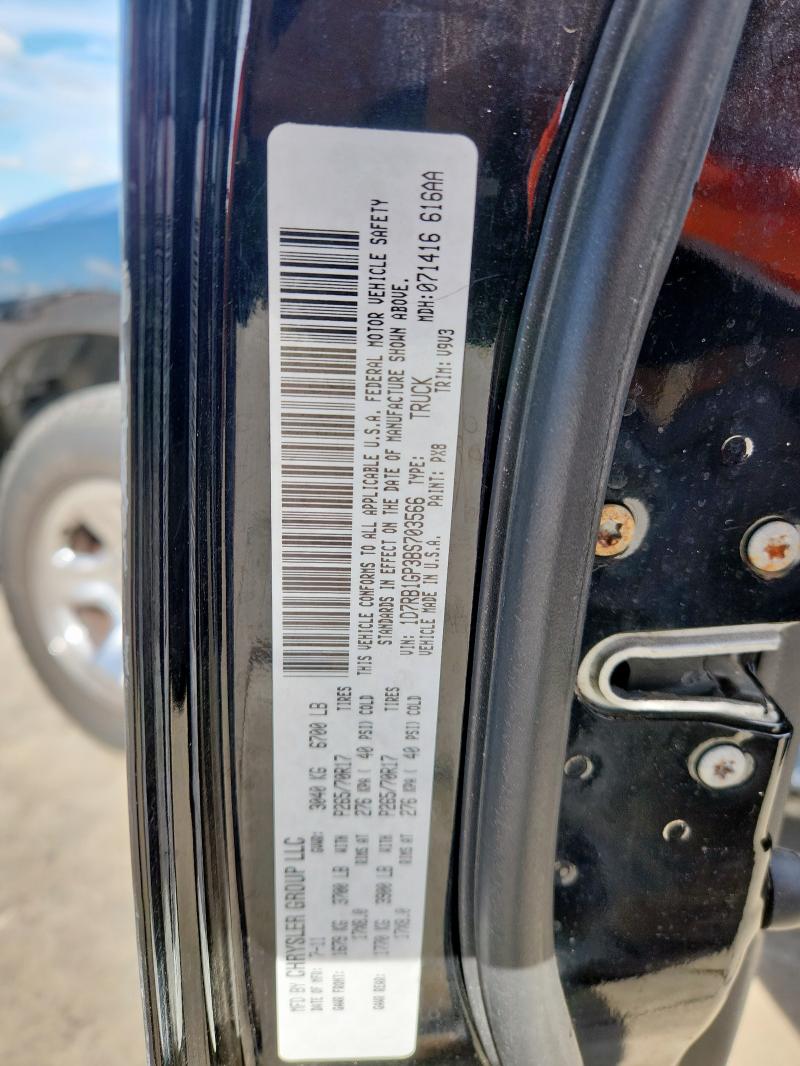 MFD BY CHRYSLER GROUP LLC
DATE OF MFR: 7-11 GVWR: 3040 KG 6700 LB
GAWR FRONT: 1679 KG 3700 LB WITH P265/70R17 TIRES
17X8.0 RIMS AT 276 KPA ( 40 PSI) COLD
GAWR REAR: 1770 KG 3900 LB WITH P265/70R17 TIRES
17X8.0 RIMS AT 276 KPA ( 40 PSI) COLD
THIS VEHICLE CONFORMS TO ALL APPLICABLE U.S.A. FEDERAL MOTOR VEHICLE SAFETY
STANDARDS IN EFFECT ON THE DATE OF MANUFACTURE SHOWN ABOVE.
VIN: 1D7RB1GP3BS703566 TYPE: TRUCK MDH:071416 616AA
VEHICLE MADE IN U.S.A. PAINT: PX8 TRIM: V9V3